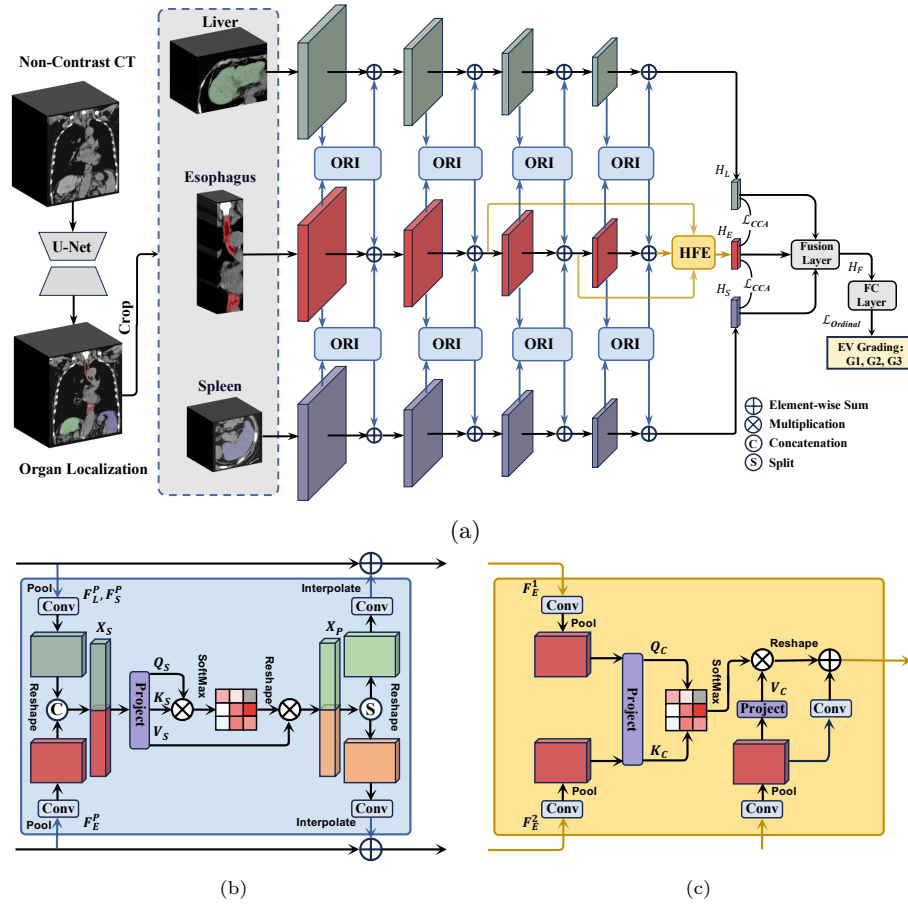 Liver
Non-Contrast CT
U-Net
Crop
Organ Localization
Esophagus
Spleen
ORI
ORI
ORI
ORI
ORI
ORI
ORI
ORI
HFE
H_L
ℒ_CCA
H_E
ℒ_CCA
H_S
Fusion
Layer
H_F
FC
Layer
ℒ_Ordinal
EV Grading:
G1, G2, G3
Element-wise Sum
Multiplication
C Concatenation
S Split
(a)
Pool
F_L^P, F_S^P
Conv
X_S
Reshape
C
Conv
Pool
F_E^P
Project
Q_S
K_S
V_S
SoftMax
Reshape
X_P
Interpolate
Conv
S
Reshape
Conv
Interpolate
(b)
F_E^1
Conv
Pool
Project
Q_C
K_C
SoftMax
Reshape
V_C
Project
Conv
Pool
Conv
F_E^2
Pool
Conv
(c)